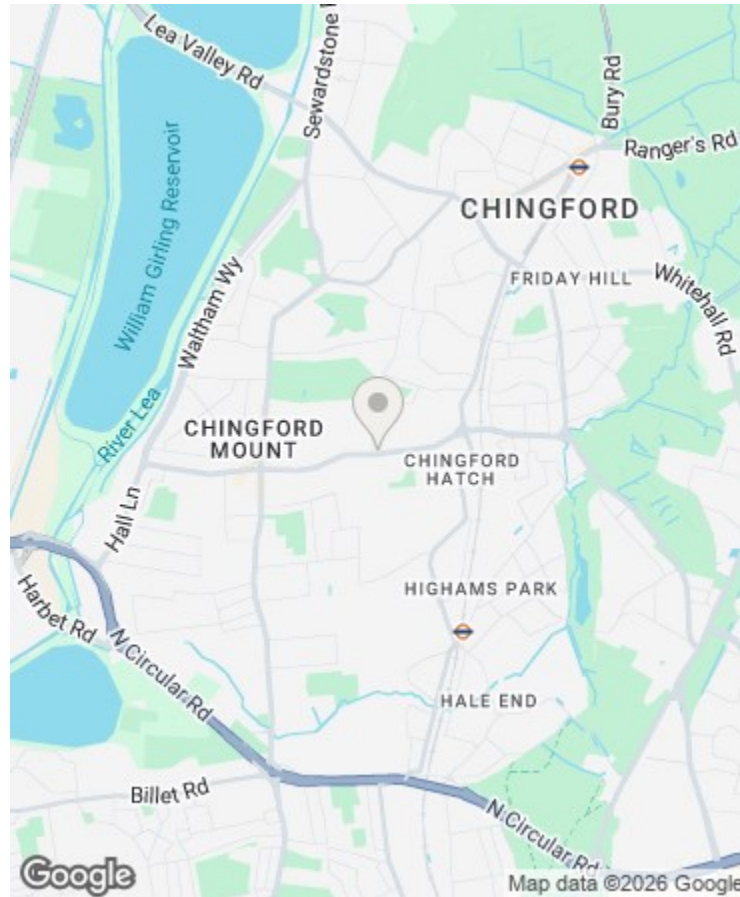 Lea Valley Rd
Sewardstone
Bury Rd
Ranger's Rd
CHINGFORD
William Girling Reservoir
FRIDAY HILL
Whitehall Rd
Waltham Wy
River Lea
CHINGFORD
MOUNT
CHINGFORD
HATCH
Hall Ln
HIGHAMS PARK
Harbet Rd
N Circular Rd
HALE END
Billet Rd
N Circular Rd
Google
Map data ©2026 Google